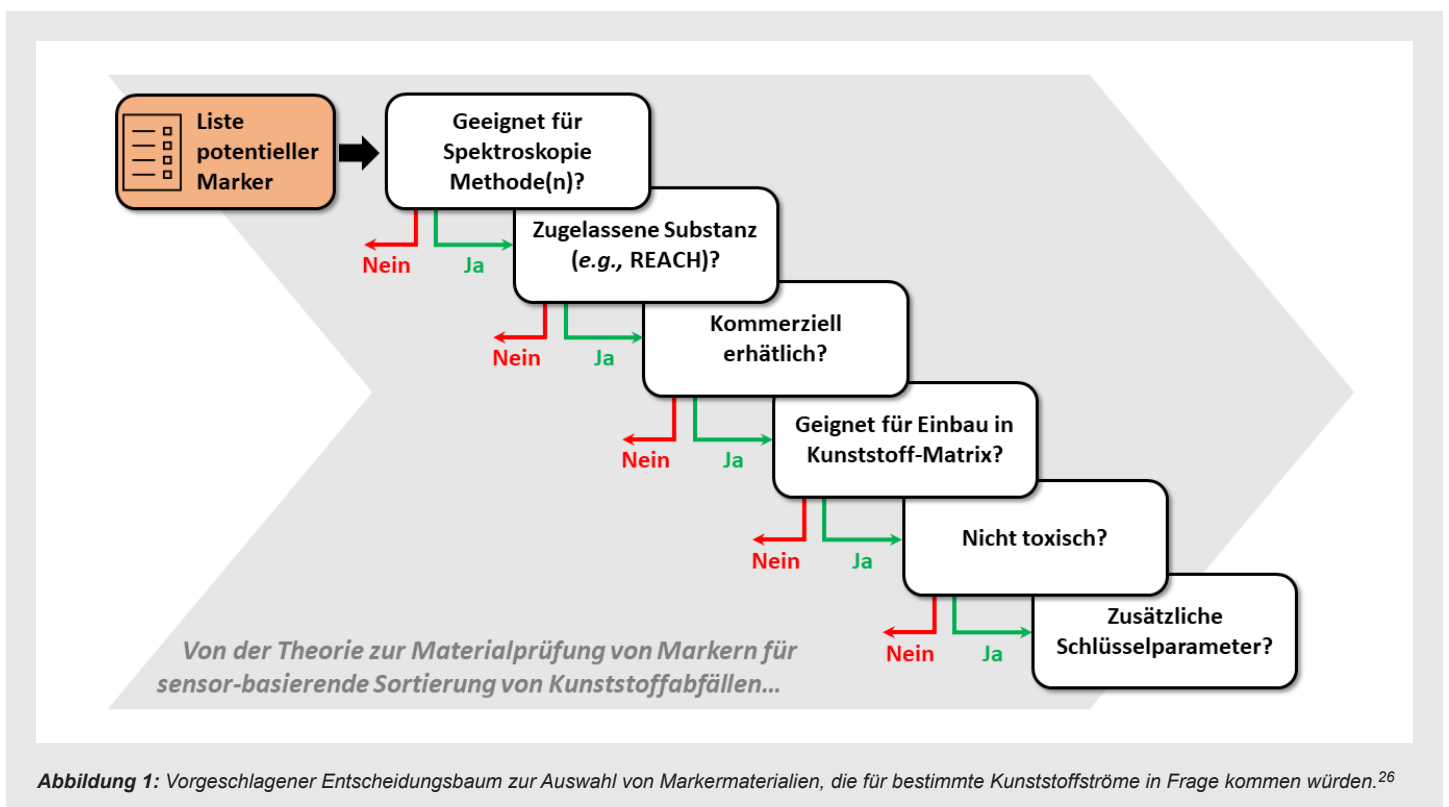 Liste
potentieller
Marker
Geeignet für
Spektroskopie
Methode(n)?
Nein
Ja
Zugelassene Substanz
(e.g., REACH)?
Nein
Ja
Kommerziell
erhätlich?
Nein
Ja
Geignet für Einbau in
Kunststoff-Matrix?
Nein
Ja
Nicht toxisch?
Nein
Ja
Zusätzliche
Schlüsselparameter?
Von der Theorie zur Materialprüfung von Markern für
sensor-basierende Sortierung von Kunststoffabfällen...
Abbildung 1: Vorgeschlagener Entscheidungsbaum zur Auswahl von Markermaterialien, die für bestimmte Kunststoffströme in Frage kommen würden.26